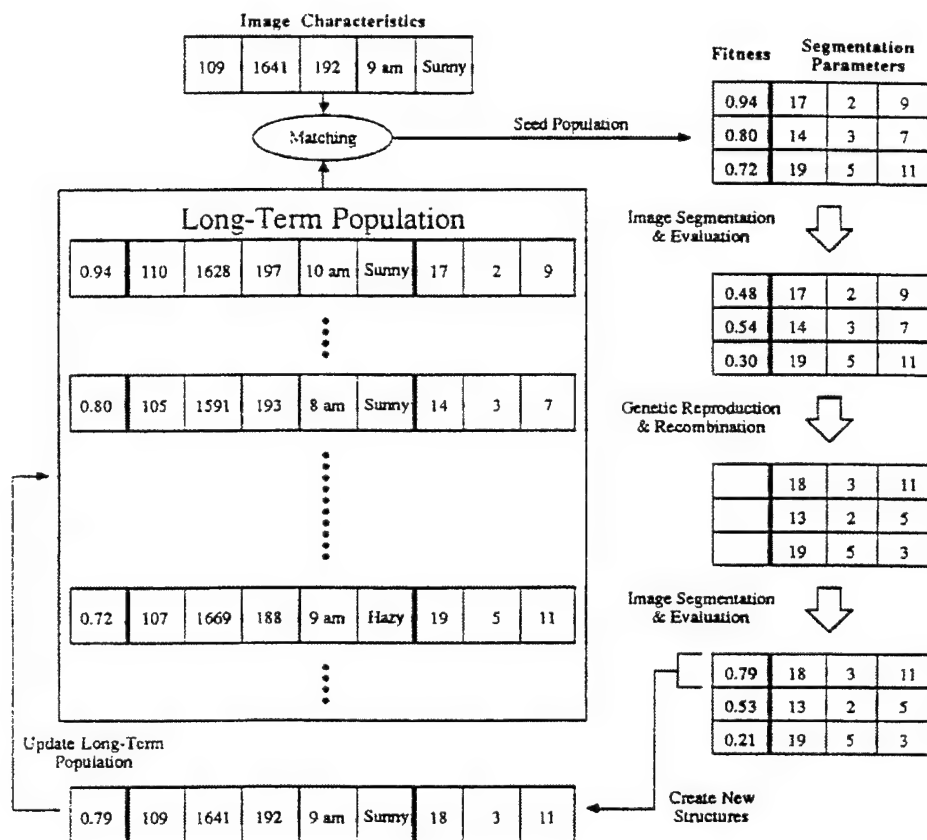 Image Characteristics
109 1641 192 9 am Sunny
Matching
Seed Population
Fitness Segmentation Parameters
0.94 17 2 9
0.80 14 3 7
0.72 19 5 11
Image Segmentation
& Evaluation
0.48 17 2 9
0.54 14 3 7
0.30 19 5 11
Genetic Reproduction
& Recombination
18 3 11
13 2 5
19 5 3
Image Segmentation
& Evaluation
0.79 18 3 11
0.53 13 2 5
0.21 19 5 3
Create New
Structures
Long-Term Population
0.94 110 1628 197 10 am Sunny 17 2 9
0.80 105 1591 193 8 am Sunny 14 3 7
0.72 107 1669 188 9 am Hazy 19 5 11
Update Long-Term
Population
0.79 109 1641 192 9 am Sunny 18 3 11